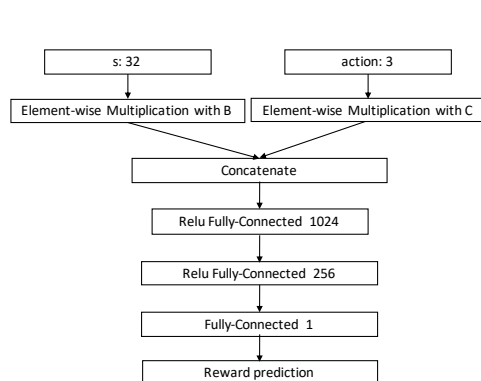 s: 32
action: 3
Element-wise Multiplication with B
Element-wise Multiplication with C
Concatenate
Relu Fully-Connected 1024
Relu Fully-Connected 256
Fully-Connected 1
Reward prediction